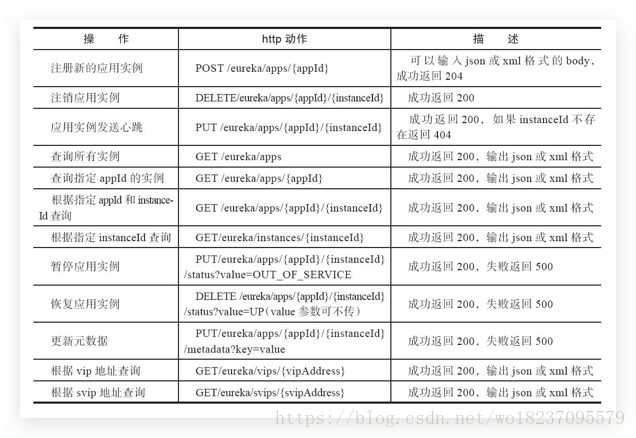 操 作 http 动作 描 述
注册新的应用实例 POST /eureka/apps/{appId} 可以输入json或xml格式的body，
成功返回 204
注销应用实例 DELETE/eureka/apps/{appId}/{instanceId} 成功返回 200
应用实例发送心跳 PUT /eureka/apps/{appId}/{instanceId} 成功返回 200，如果 instanceId 不存
在返回 404
查询所有实例 GET /eureka/apps 成功返回 200，输出 json 或 xml 格式
查询指定 appId 的实例 GET /eureka/apps/{appId} 成功返回 200，输出 json 或 xml 格式
根据指定 appId 和 instance-
Id 查询 GET /eureka/apps/{appId}/{instanceId} 成功返回 200，输出 json 或 xml 格式
根据指定 instanceId 查询 GET/eureka/instances/{instanceId} 成功返回 200，输出 json 或 xml 格式
暂停应用实例 PUT/eureka/apps/{appId}/{instanceId}
/status?value=OUT_OF_SERVICE 成功返回 200，失败返回 500
恢复应用实例 DELETE /eureka/apps/{appId}/{instanceId}
/status?value=UP（value 参数可不传） 成功返回 200，失败返回 500
更新元数据 PUT/eureka/apps/{appId}/{instanceId}
/metadata?key=value 成功返回 200，失败返回 500
根据 vip 地址查询 GET/eureka/vips/{vipAddress} 成功返回 200，输出 json 或 xml 格式
根据 svip 地址查询 GET/eureka/svips/{svipAddress} 成功返回 200，输出 json 或 xml 格式
https://blog.csdn.net/wo18237095579